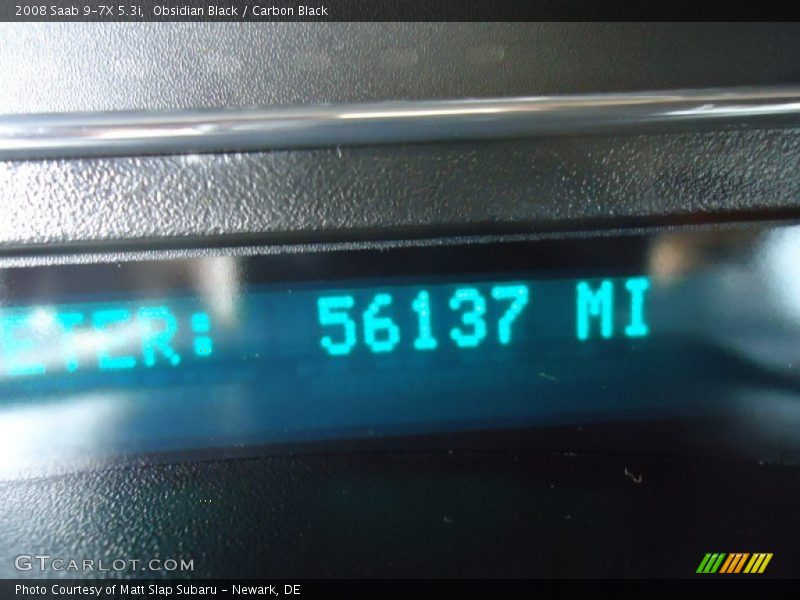 2008 Saab 9-7X 5.3i,  Obsidian Black / Carbon Black
ETER: 56137 MI
GTCARLOT.COM
Photo Courtesy of Matt Slap Subaru - Newark, DE